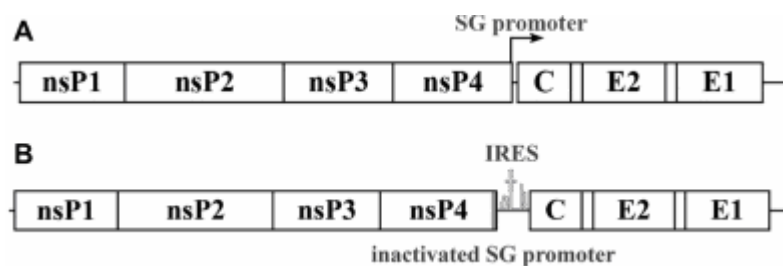 A
SG promoter
nsP1 nsP2 nsP3 nsP4 C E2 E1
B
IRES
nsP1 nsP2 nsP3 nsP4 C E2 E1
inactivated SG promoter